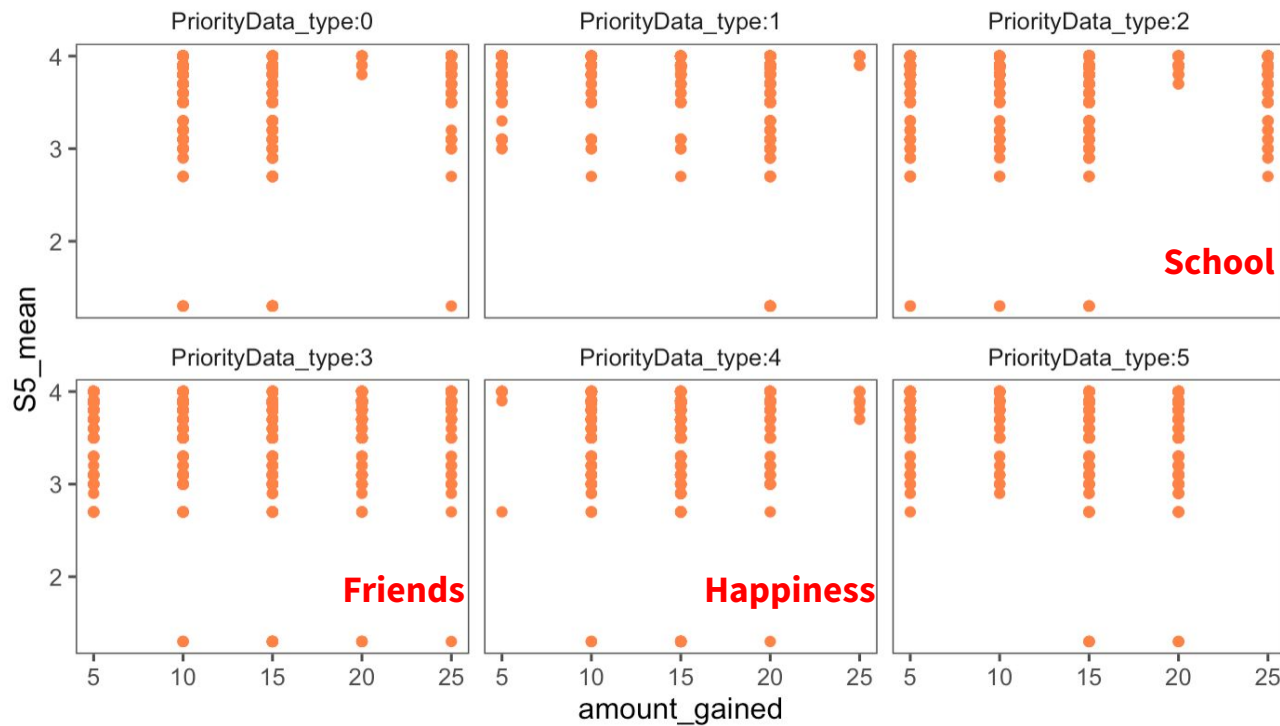 PriorityData_type:0 PriorityData_type:1 PriorityData_type:2
4
3
2
School
S5_mean
PriorityData_type:3 PriorityData_type:4 PriorityData_type:5
4
3
2
Friends Happiness
5 10 15 20 25 5 10 15 20 25 5 10 15 20 25
amount_gained